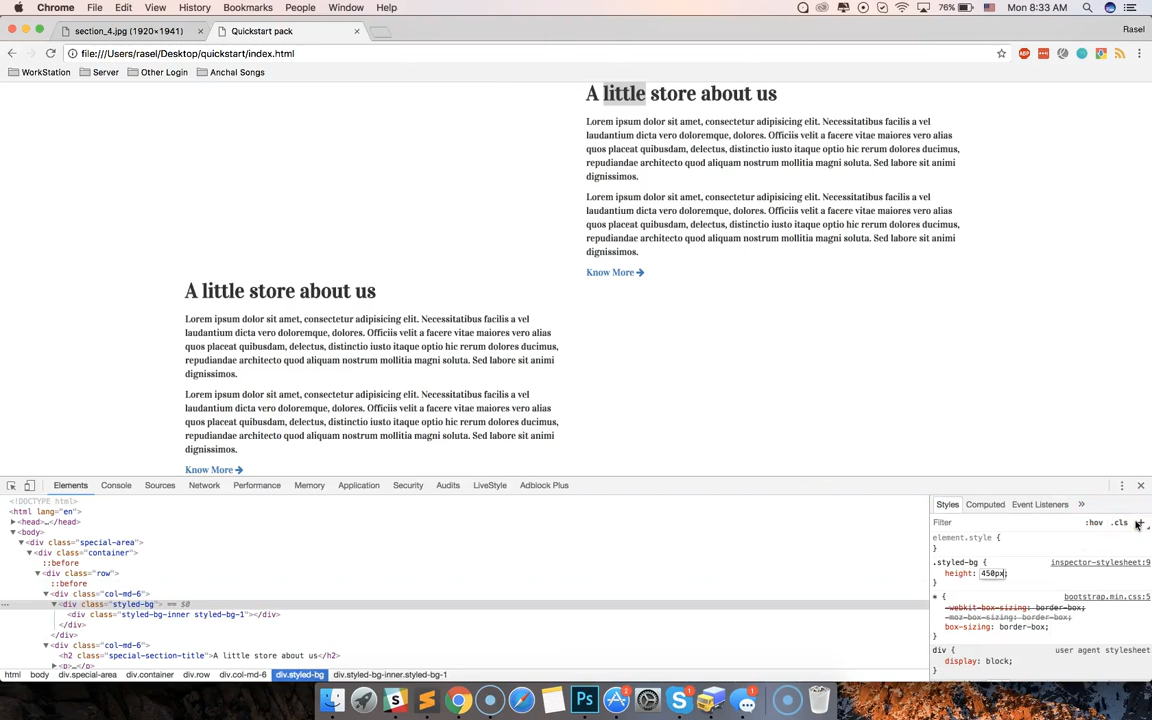 Chrome File Edit View History Bookmarks People Window Help
76% Mon 8:33 AM
section_4.jpg (1920×1941) × Quickstart pack × Rasel
file:///Users/rasel/Desktop/quickstart/index.html
ABP
WorkStation Server Other Login Anchal Songs
A little store about us
Lorem ipsum dolor sit amet, consectetur adipisicing elit. Necessitatibus facilis a vel
laudantium dicta vero doloremque, dolores. Officiis velit a facere vitae maiores vero alias
quos placeat quibusdam, delectus, distinctio iusto itaque optio hic rerum dolores ducimus,
repudiandae architecto quod aliquam nostrum mollitia magni soluta. Sed labore sit animi
dignissimos.
Lorem ipsum dolor sit amet, consectetur adipisicing elit. Necessitatibus facilis a vel
laudantium dicta vero doloremque, dolores. Officiis velit a facere vitae maiores vero alias
quos placeat quibusdam, delectus, distinctio iusto itaque optio hic rerum dolores ducimus,
repudiandae architecto quod aliquam nostrum mollitia magni soluta. Sed labore sit animi
dignissimos.
Know More
A little store about us
Lorem ipsum dolor sit amet, consectetur adipisicing elit. Necessitatibus facilis a vel
laudantium dicta vero doloremque, dolores. Officiis velit a facere vitae maiores vero alias
quos placeat quibusdam, delectus, distinctio iusto itaque optio hic rerum dolores ducimus,
repudiandae architecto quod aliquam nostrum mollitia magni soluta. Sed labore sit animi
dignissimos.
Lorem ipsum dolor sit amet, consectetur adipisicing elit. Necessitatibus facilis a vel
laudantium dicta vero doloremque, dolores. Officiis velit a facere vitae maiores vero alias
quos placeat quibusdam, delectus, distinctio iusto itaque optio hic rerum dolores ducimus,
repudiandae architecto quod aliquam nostrum mollitia magni soluta. Sed labore sit animi
dignissimos.
Know More
Elements Console Sources Network Performance Memory Application Security Audits LiveStyle Adblock Plus
<!DOCTYPE html>
<html lang="en">
<head>…</head>
<body>
<div class="special-area">
<div class="container">
::before
<div class="row">
::before
<div class="col-md-6">
<div class="styled-bg"> == $0
<div class="styled-bg-inner styled-bg-1"></div>
</div>
</div>
<div class="col-md-6">
<h2 class="special-section-title">A little store about us</h2>
<p>…</p>
html body div.special-area div.container div.row div.col-md-6 div.styled-bg div.styled-bg-inner.styled-bg-1
Styles Computed Event Listeners »
Filter :hov .cls +
element.style {
}
.styled-bg { inspector-stylesheet:9
height: 450px;
}
* { bootstrap.min.css:5
-webkit-box-sizing: border-box;
-moz-box-sizing: border-box;
box-sizing: border-box;
}
div { user agent stylesheet
display: block;
}
Ps 2 1 1